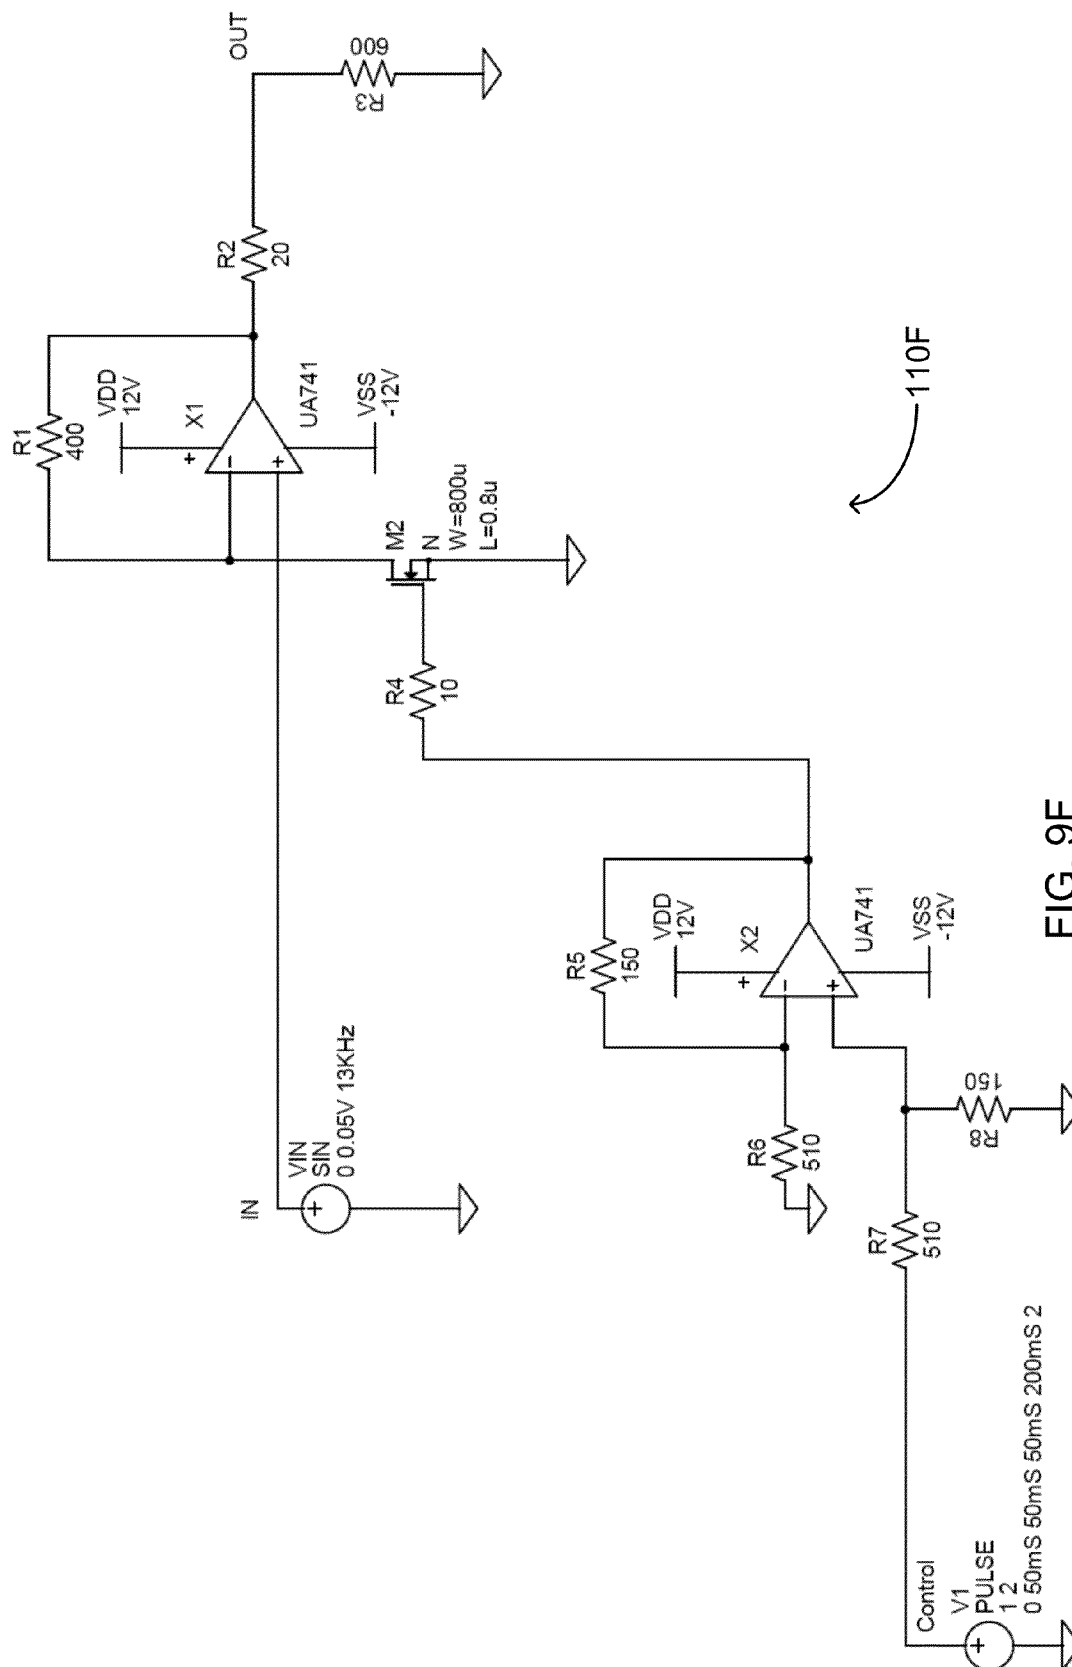 R1
400
VDD
12V
X1
+
-
+
UA741
VSS
-12V
R2
20
OUT
R3
600
M2
N
W=800u
L=0.8u
R4
10
IN
+
VIN
SIN
0 0.05V 13KHz
R5
150
VDD
12V
X2
+
-
+
UA741
VSS
-12V
R6
510
R7
510
R8
150
Control
+
V1
PULSE
1 2
0 50mS 50mS 50mS 200mS 2
110F
FIG. 9F